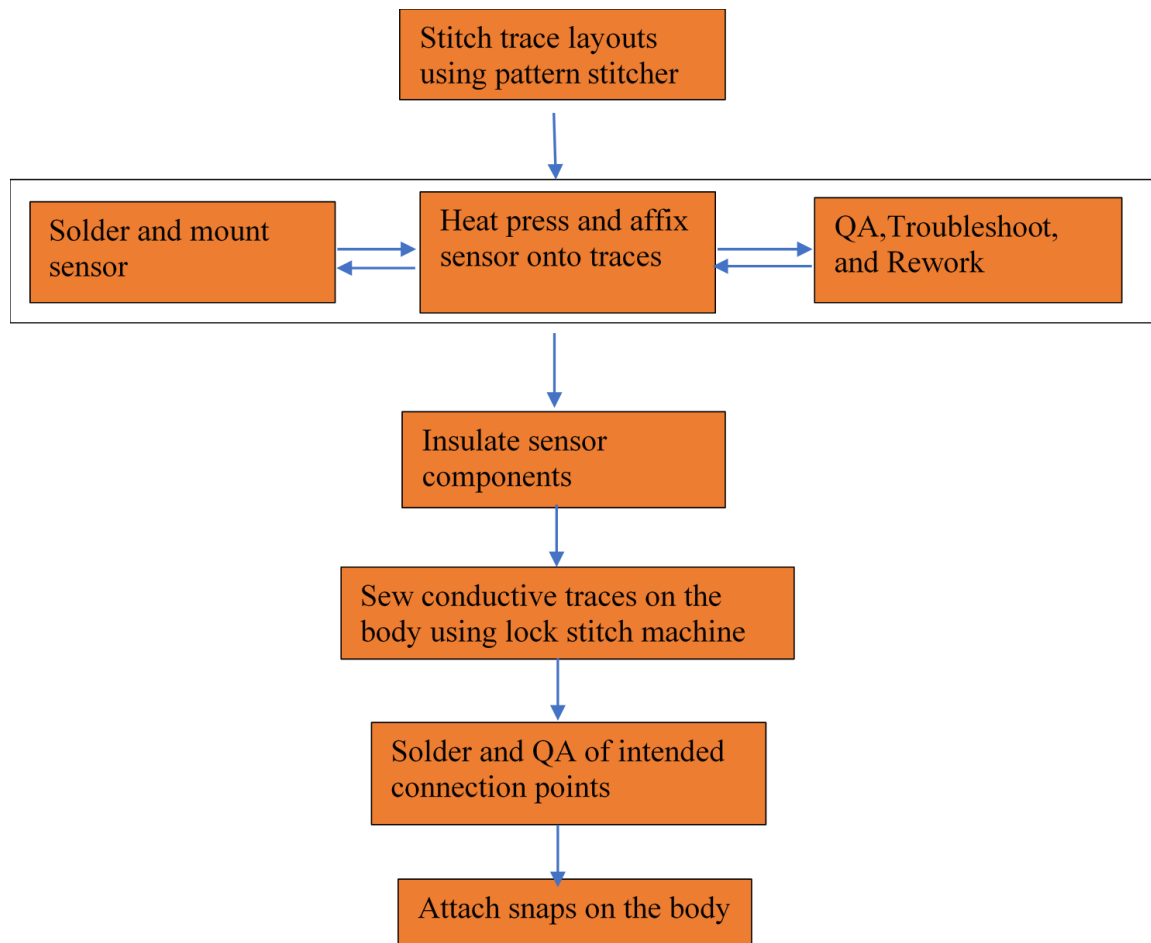 Stitch trace layouts
using pattern stitcher
Solder and mount
sensor
Heat press and affix
sensor onto traces
QA,Troubleshoot,
and Rework
Insulate sensor
components
Sew conductive traces on the
body using lock stitch machine
Solder and QA of intended
connection points
Attach snaps on the body